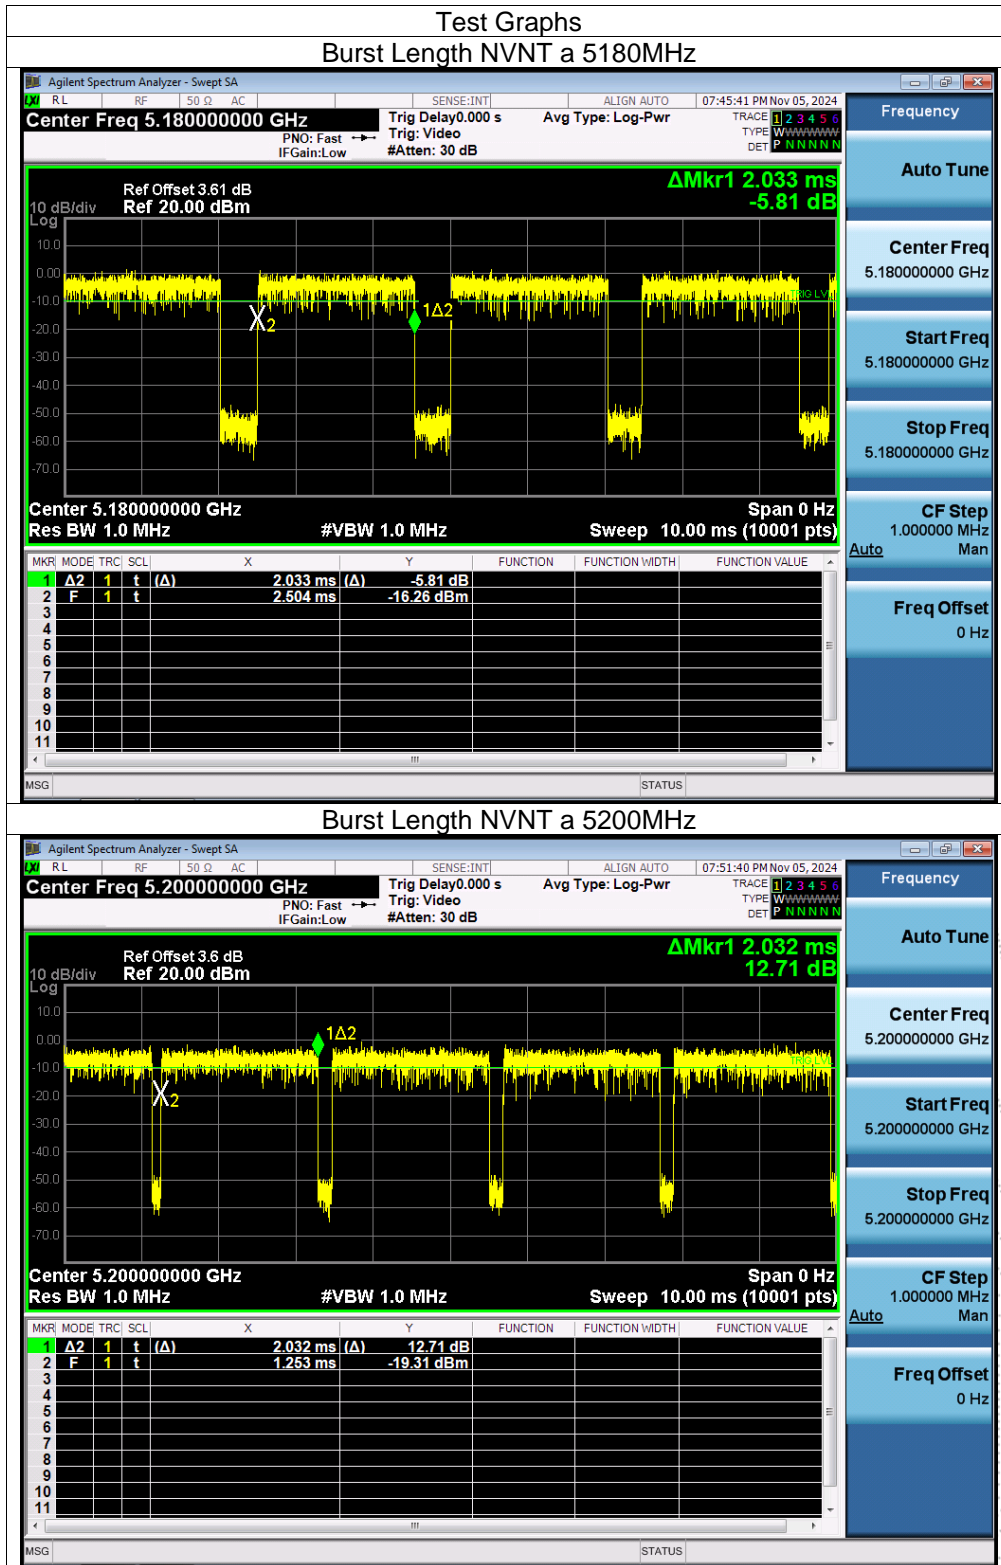 Test Graphs
Burst Length NVNT a 5180MHz
Agilent Spectrum Analyzer - Swept SA
LXI RL RF 50 Ω AC SENSE:INT ALIGN AUTO 07:45:41 PM Nov 05, 2024
Center Freq 5.180000000 GHz Trig Delay0.000 s Avg Type: Log-Pwr TRACE 1 2 3 4 5 6
PNO: Fast Trig: Video TYPE WWWWWW
IFGain:Low #Atten: 30 dB DET P N N N N N
Frequency
Auto Tune
Center Freq
5.180000000 GHz
Start Freq
5.180000000 GHz
Stop Freq
5.180000000 GHz
CF Step
1.000000 MHz
Auto Man
Freq Offset
0 Hz
ΔMkr1 2.033 ms
-5.81 dB
Ref Offset 3.61 dB
10 dB/div Ref 20.00 dBm
Log
10.0
0.00
-10.0
-20.0
-30.0
-40.0
-50.0
-60.0
-70.0
TRIG LVL
1Δ2
X2
Center 5.180000000 GHz Span 0 Hz
Res BW 1.0 MHz #VBW 1.0 MHz Sweep 10.00 ms (10001 pts)
MKR MODE TRC SCL X Y FUNCTION FUNCTION WIDTH FUNCTION VALUE
1 Δ2 1 t (Δ) 2.033 ms (Δ) -5.81 dB
2 F 1 t 2.504 ms -16.26 dBm
3
4
5
6
7
8
9
10
11
MSG STATUS
Burst Length NVNT a 5200MHz
Agilent Spectrum Analyzer - Swept SA
LXI RL RF 50 Ω AC SENSE:INT ALIGN AUTO 07:51:40 PM Nov 05, 2024
Center Freq 5.200000000 GHz Trig Delay0.000 s Avg Type: Log-Pwr TRACE 1 2 3 4 5 6
PNO: Fast Trig: Video TYPE WWWWWW
IFGain:Low #Atten: 30 dB DET P N N N N N
Frequency
Auto Tune
Center Freq
5.200000000 GHz
Start Freq
5.200000000 GHz
Stop Freq
5.200000000 GHz
CF Step
1.000000 MHz
Auto Man
Freq Offset
0 Hz
ΔMkr1 2.032 ms
12.71 dB
Ref Offset 3.6 dB
10 dB/div Ref 20.00 dBm
Log
10.0
0.00
-10.0
-20.0
-30.0
-40.0
-50.0
-60.0
-70.0
TRIG LVL
1Δ2
X2
Center 5.200000000 GHz Span 0 Hz
Res BW 1.0 MHz #VBW 1.0 MHz Sweep 10.00 ms (10001 pts)
MKR MODE TRC SCL X Y FUNCTION FUNCTION WIDTH FUNCTION VALUE
1 Δ2 1 t (Δ) 2.032 ms (Δ) 12.71 dB
2 F 1 t 1.253 ms -19.31 dBm
3
4
5
6
7
8
9
10
11
MSG STATUS